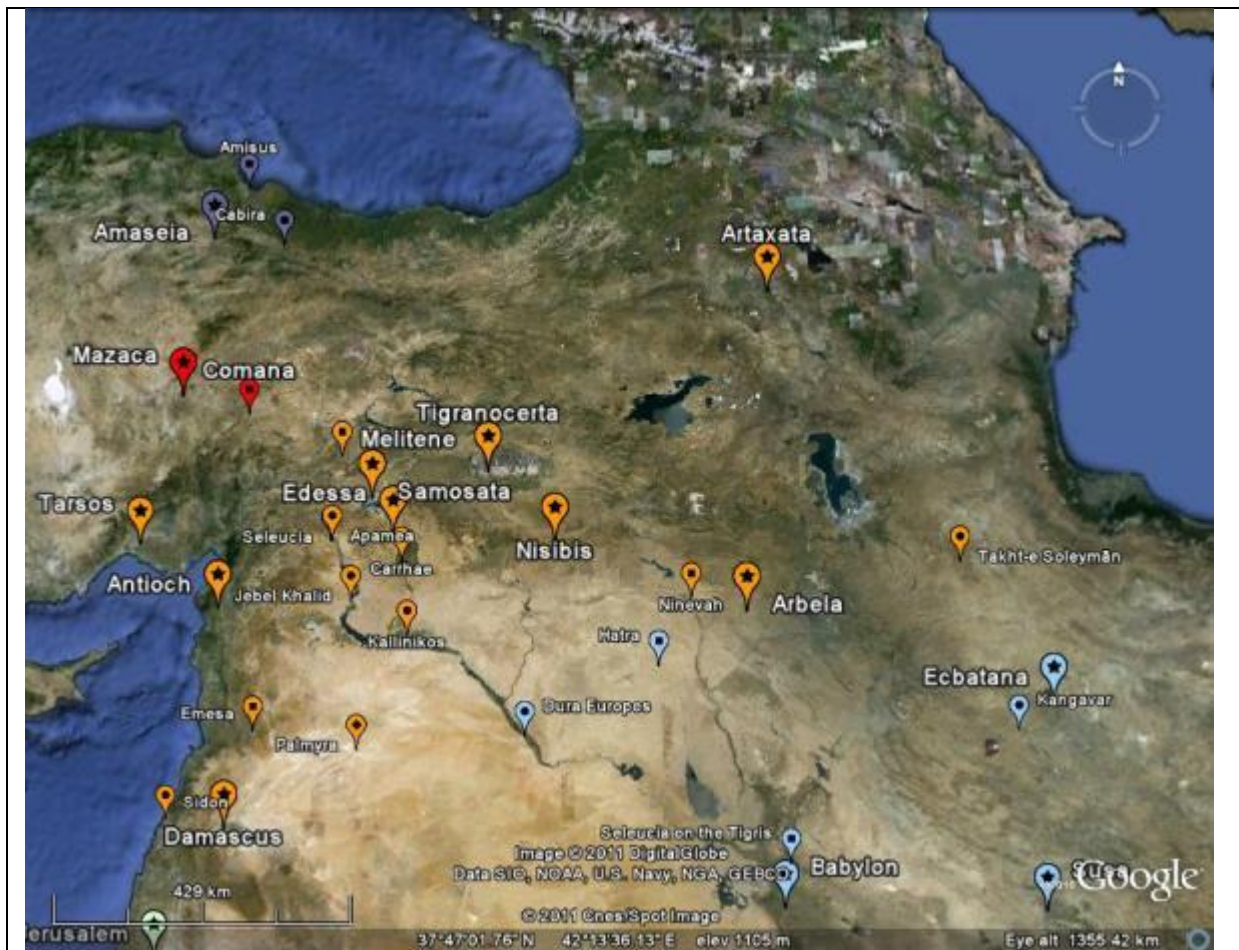 N
Amisus
Cabira
Amaseia
Artaxata
Mazaca
Comana
Tigranocerta
Melitene
Edessa
Samosata
Tarsos
Seleucia
Apamea
Nisibis
Takht-e Soleymān
Carrhae
Antioch
Jebel Khalid
Ninevah
Arbela
Kallinikos
Hatra
Ecbatana
Kangavar
Emesa
Dura Europos
Palmyra
Sidon
Damascus
Seleucia on the Tigris
Image © 2011 DigitalGlobe
Babylon
Data SIO, NOAA, U.S. Navy, NGA, GEBCO
Susa
Google
429 km
© 2011 Cnes/Spot Image
erusalem
37°47'01.76" N 42°13'36.13" E elev 1105 m
Eye alt 1355.42 km